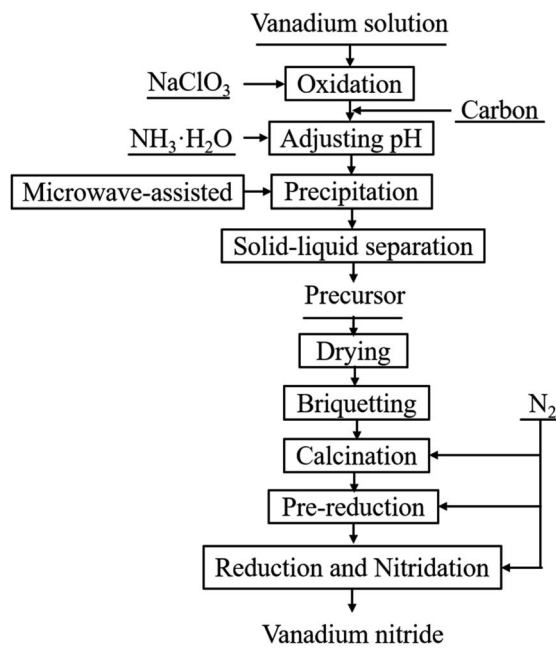 Vanadium solution
NaClO₃
Oxidation
Carbon
NH₃·H₂O
Adjusting pH
Microwave-assisted
Precipitation
Solid-liquid separation
Precursor
Drying
Briquetting
N₂
Calcination
Pre-reduction
Reduction and Nitridation
Vanadium nitride